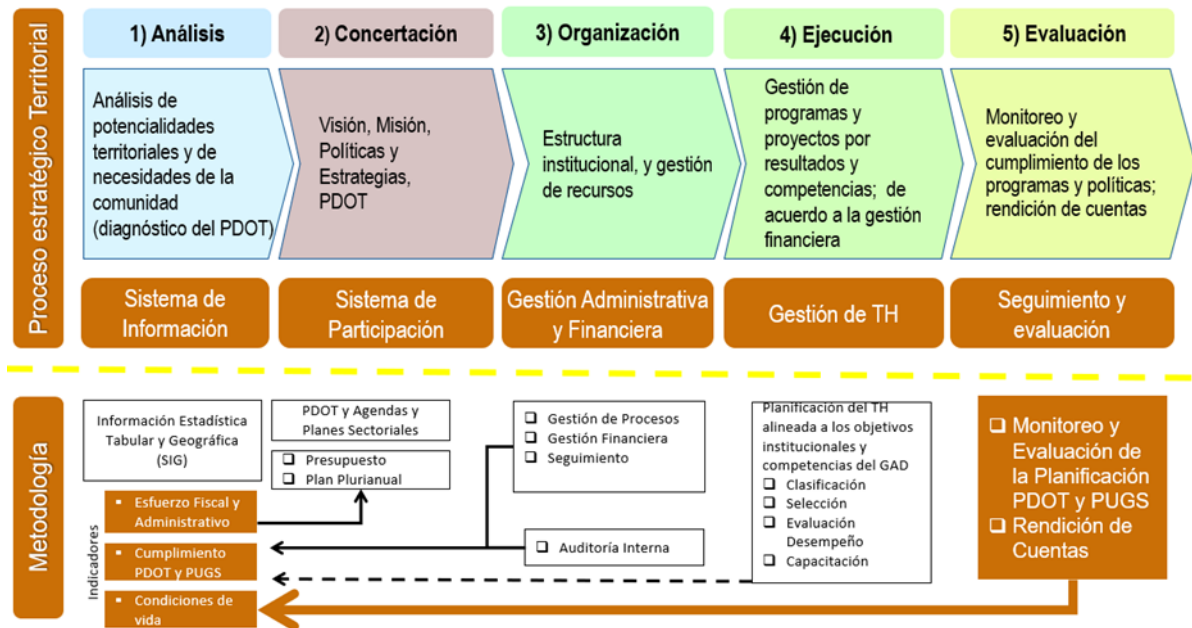 Proceso estratégico Territorial
1) Análisis
2) Concertación
3) Organización
4) Ejecución
5) Evaluación
Análisis de
potencialidades
territoriales y de
necesidades de la
comunidad
(diagnóstico del PDOT)
Visión, Misión,
Políticas y
Estrategias,
PDOT
Estructura
institucional, y gestión
de recursos
Gestión de
programas y
proyectos por
resultados y
competencias; de
acuerdo a la gestión
financiera
Monitoreo y
evaluación del
cumplimiento de los
programas y políticas;
rendición de cuentas
Sistema de
Información
Sistema de
Participación
Gestión Administrativa
y Financiera
Gestión de TH
Seguimiento y
evaluación
Metodología
Información Estadística
Tabular y Geográfica
(SIG)
Indicadores
Esfuerzo Fiscal y
Administrativo
Cumplimiento
PDOT y PUGS
Condiciones de
vida
PDOT y Agendas y
Planes Sectoriales
Presupuesto
Plan Plurianual
Gestión de Procesos
Gestión Financiera
Seguimiento
Auditoría Interna
Planificación del TH
alineada a los objetivos
institucionales y
competencias del GAD
Clasificación
Selección
Evaluación
Desempeño
Capacitación
Monitoreo y
Evaluación de
la Planificación
PDOT y PUGS
Rendición de
Cuentas